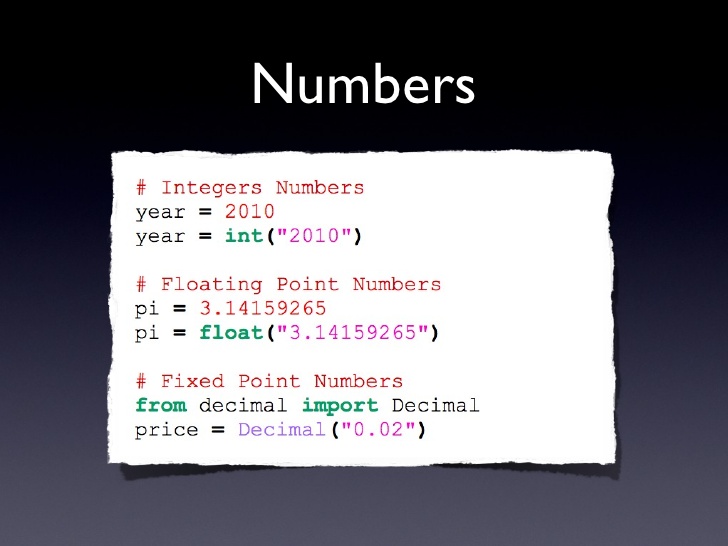 Numbers
# Integers Numbers
year = 2010
year = int("2010")
# Floating Point Numbers
pi = 3.14159265
pi = float("3.14159265")
# Fixed Point Numbers
from decimal import Decimal
price = Decimal("0.02")